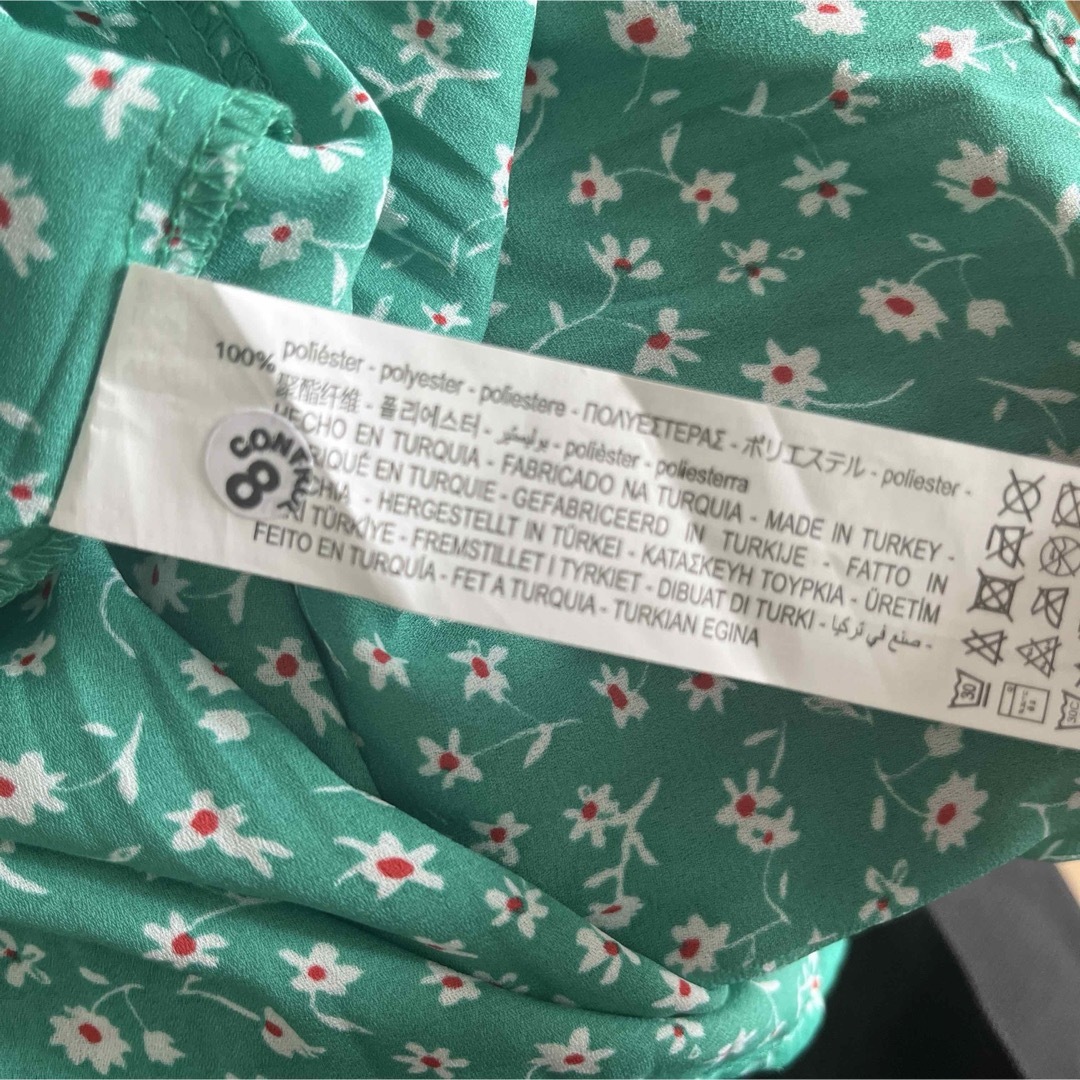 100% poliéster - polyester - poliestere - ΠΟΛΥΕΣΤΕΡΑΣ - ポリエステル - poliester -
聚酯纤维 - 폴리에스터 - بوليستر - polièster - poliesterra
HECHO EN TURQUIA - FABRICADO NA TURQUIA - MADE IN TURKEY -
EN TURQUIE - GEFABRICEERD IN TURKIJE FATTO IN
- HERGESTELLT IN TÜRKEI - ΚΑΤΑΣΚΕΥΗ ΤΟΥΡΚΙΑ - ÜRETİM
TÜRKİYE - FREMSTILLET I TYRKIET - DIBUAT DI TURKI - صنع في تركيا -
FEITO EN TURQUÍA - FET A TURQUIA - TURKIAN EGINA
8
30